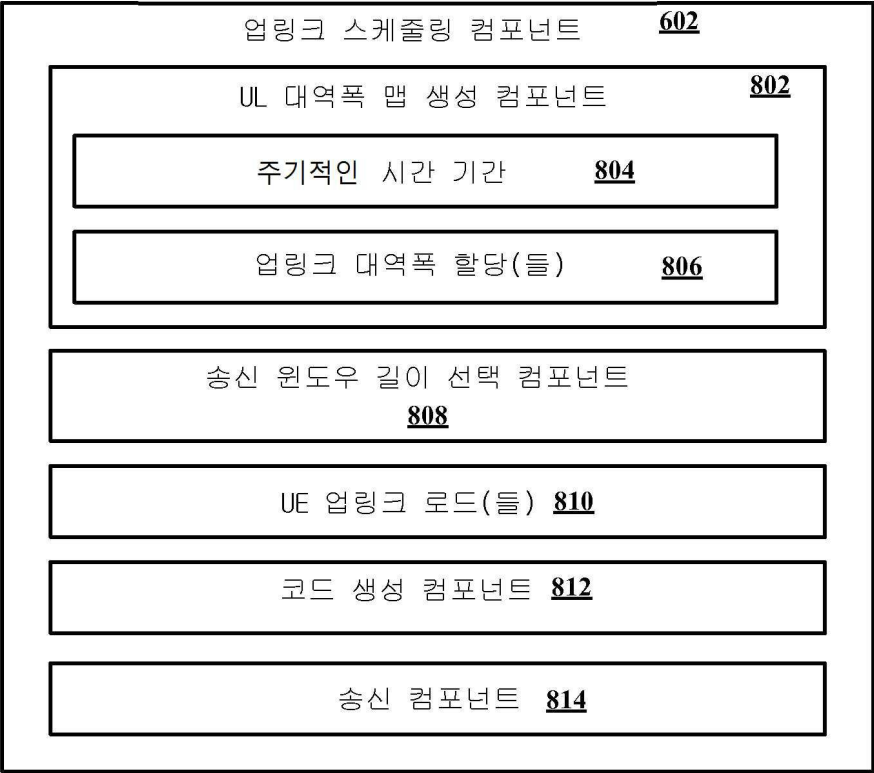 업링크 스케줄링 컴포넌트 602
UL 대역폭 맵 생성 컴포넌트 802
주기적인 시간 기간 804
업링크 대역폭 할당(들) 806
송신 윈도우 길이 선택 컴포넌트
808
UE 업링크 로드(들) 810
코드 생성 컴포넌트 812
송신 컴포넌트 814